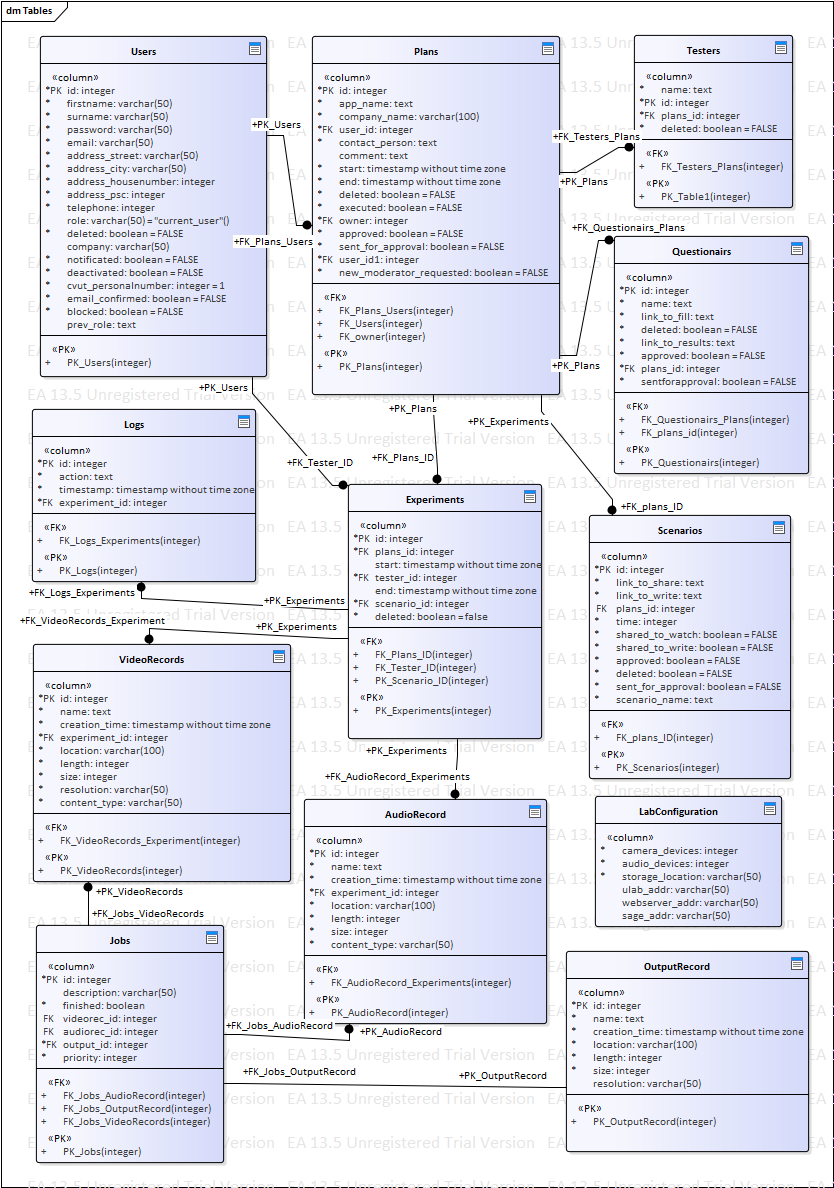 dm Tables
Users
«column»
*PK id: integer
* firstname: varchar(50)
* surname: varchar(50)
* password: varchar(50)
* email: varchar(50)
* address_street: varchar(50)
* address_city: varchar(50)
* address_housenumber: integer
* address_psc: integer
* telephone: integer
role: varchar(50) = "current_user"()
* deleted: boolean = FALSE
company: varchar(50)
* notificated: boolean = FALSE
* deactivated: boolean = FALSE
* cvut_personalnumber: integer = 1
* email_confirmed: boolean = FALSE
* blocked: boolean = FALSE
prev_role: text
«PK»
+ PK_Users(integer)
+PK_Users
+FK_Plans_Users
Plans
«column»
*PK id: integer
* app_name: text
* company_name: varchar(100)
*FK user_id: integer
* contact_person: text
comment: text
* start: timestamp without time zone
* end: timestamp without time zone
* deleted: boolean = FALSE
* executed: boolean = FALSE
*FK owner: integer
* approved: boolean = FALSE
* sent_for_approval: boolean = FALSE
*FK user_id1: integer
* new_moderator_requested: boolean = FALSE
«FK»
+ FK_Plans_Users(integer)
+ FK_Users(integer)
+ FK_owner(integer)
«PK»
+ PK_Plans(integer)
+FK_Testers_Plans
+PK_Plans
Testers
«column»
* name: text
*PK id: integer
*FK plans_id: integer
* deleted: boolean = FALSE
«FK»
+ FK_Testers_Plans(integer)
«PK»
+ PK_Table1(integer)
+FK_Questionairs_Plans
+PK_Plans
Questionairs
«column»
*PK id: integer
* name: text
* link_to_fill: text
* deleted: boolean = FALSE
* link_to_results: text
* approved: boolean = FALSE
*FK plans_id: integer
* sentforapproval: boolean = FALSE
«FK»
+ FK_Questionairs_Plans(integer)
+ FK_plans_id(integer)
«PK»
+ PK_Questionairs(integer)
+PK_Users
+FK_Tester_ID
+PK_Plans
+FK_Plans_ID
+PK_Experiments
+FK_plans_ID
Logs
«column»
*PK id: integer
* action: text
* timestamp: timestamp without time zone
*FK experiment_id: integer
«FK»
+ FK_Logs_Experiments(integer)
«PK»
+ PK_Logs(integer)
Experiments
«column»
*PK id: integer
*FK plans_id: integer
start: timestamp without time zone
*FK tester_id: integer
end: timestamp without time zone
*FK scenario_id: integer
* deleted: boolean = false
«FK»
+ FK_Plans_ID(integer)
+ FK_Tester_ID(integer)
+ PK_Scenario_ID(integer)
«PK»
+ PK_Experiments(integer)
Scenarios
«column»
*PK id: integer
* link_to_share: text
* link_to_write: text
FK plans_id: integer
* time: integer
* shared_to_watch: boolean = FALSE
* shared_to_write: boolean = FALSE
* approved: boolean = FALSE
* deleted: boolean = FALSE
* sent_for_approval: boolean = FALSE
* scenario_name: text
«FK»
+ FK_plans_ID(integer)
«PK»
+ PK_Scenarios(integer)
+FK_Logs_Experiments
+PK_Experiments
+FK_VideoRecords_Experiment
+PK_Experiments
VideoRecords
«column»
*PK id: integer
* name: text
* creation_time: timestamp without time zone
*FK experiment_id: integer
* location: varchar(100)
* length: integer
* size: integer
* resolution: varchar(50)
* content_type: varchar(50)
«FK»
+ FK_VideoRecords_Experiment(integer)
«PK»
+ PK_VideoRecords(integer)
+PK_Experiments
+FK_AudioRecord_Experiments
AudioRecord
«column»
*PK id: integer
* name: text
* creation_time: timestamp without time zone
*FK experiment_id: integer
* location: varchar(100)
* length: integer
* size: integer
* content_type: varchar(50)
«FK»
+ FK_AudioRecord_Experiments(integer)
«PK»
+ PK_AudioRecord(integer)
LabConfiguration
«column»
* camera_devices: integer
* audio_devices: integer
* storage_location: varchar(50)
ulab_addr: varchar(50)
webserver_addr: varchar(50)
sage_addr: varchar(50)
+PK_VideoRecords
+FK_Jobs_VideoRecords
Jobs
«column»
*PK id: integer
description: varchar(50)
* finished: boolean
FK videorec_id: integer
FK audiorec_id: integer
*FK output_id: integer
* priority: integer
«FK»
+ FK_Jobs_AudioRecord(integer)
+ FK_Jobs_OutputRecord(integer)
+ FK_Jobs_VideoRecords(integer)
«PK»
+ PK_Jobs(integer)
+FK_Jobs_AudioRecord
+PK_AudioRecord
+FK_Jobs_OutputRecord
+PK_OutputRecord
OutputRecord
«column»
*PK id: integer
* name: text
* creation_time: timestamp without time zone
* location: varchar(100)
* length: integer
* size: integer
resolution: varchar(50)
«PK»
+ PK_OutputRecord(integer)
EA 13.5 Unregistered Trial Version